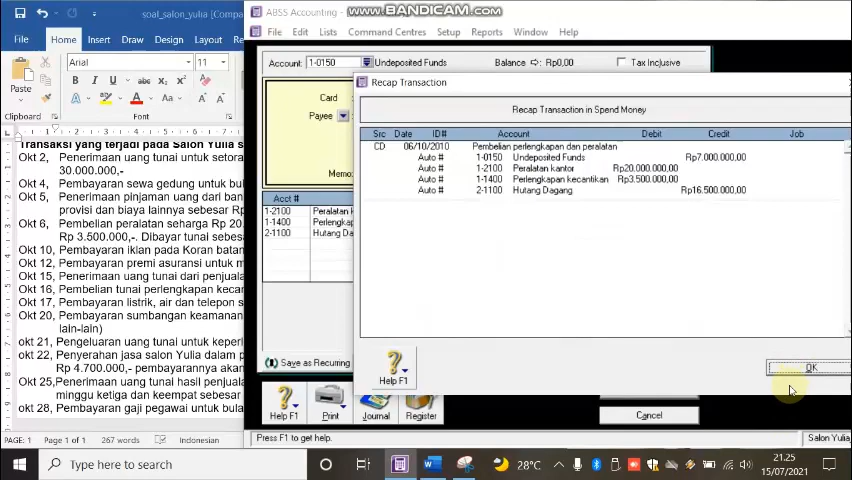 soal_salon_yulia [Compa
File Home Insert Draw Design Layout
Arial 11
Paste
Clipboard Font
Transaksi yang terjadi pada Salon Yulia s
Okt 2, Penerimaan uang tunai untuk setora
30.000.000,-
Okt 4, Pembayaran sewa gedung untuk bul
Okt 5, Penerimaan pinjaman uang dari ban
provisi dan biaya lainnya sebesar Rp
Okt 6, Pembelian peralatan seharga Rp 20.
Rp 3.500.000,-. Dibayar tunai sebesa
Okt 10, Pembayaran iklan pada Koran batan
Okt 12, Pembayaran premi asuransi untuk m
Okt 15, Penerimaan uang tunai dari penjual
Okt 16, Pembelian tunai perlengkapan kecan
Okt 17, Pembayaran listrik, air dan telepon s
Okt 20, Pembayaran sumbangan keamanan
lain-lain)
okt 21, Pengeluaran uang tunai untuk keperi
okt 22, Penyerahan jasa salon Yulia dalam p
Rp 4.700.000,- pembayarannya akan
Okt 25,Penerimaan uang tunai hasil penjuala
minggu ketiga dan keempat sebesar
okt 28, Pembayaran gaji pegawai untuk bula
PAGE: 1 PAGE 1 OF 1 267 WORDS INDONESIAN
ABSS Accounting - www.BANDICAM.com
File Edit Lists Command Centres Setup Reports Window Help
Account: 1-0150 Undeposited Funds Balance Rp0,00 Tax Inclusive
Card
Payee
Memo:
Acct #
1-2100 Peralatan k
1-1400 Perlengkap
2-1100 Hutang Da
Save as Recurring
Help F1 Print Journal Register
Cancel
Press F1 to get help.
Salon Yulia,
Recap Transaction
Recap Transaction in Spend Money
Src Date ID# Account Debit Credit Job
CD 06/10/2010 Pembelian perlengkapan dan peralatan
Auto # 1-0150 Undeposited Funds Rp7.000.000,00
Auto # 1-2100 Peralatan kantor Rp20.000.000,00
Auto # 1-1400 Perlengkapan kecantikan Rp3.500.000,00
Auto # 2-1100 Hutang Dagang Rp16.500.000,00
Help F1
OK
Type here to search
28°C
21.25
15/07/2021